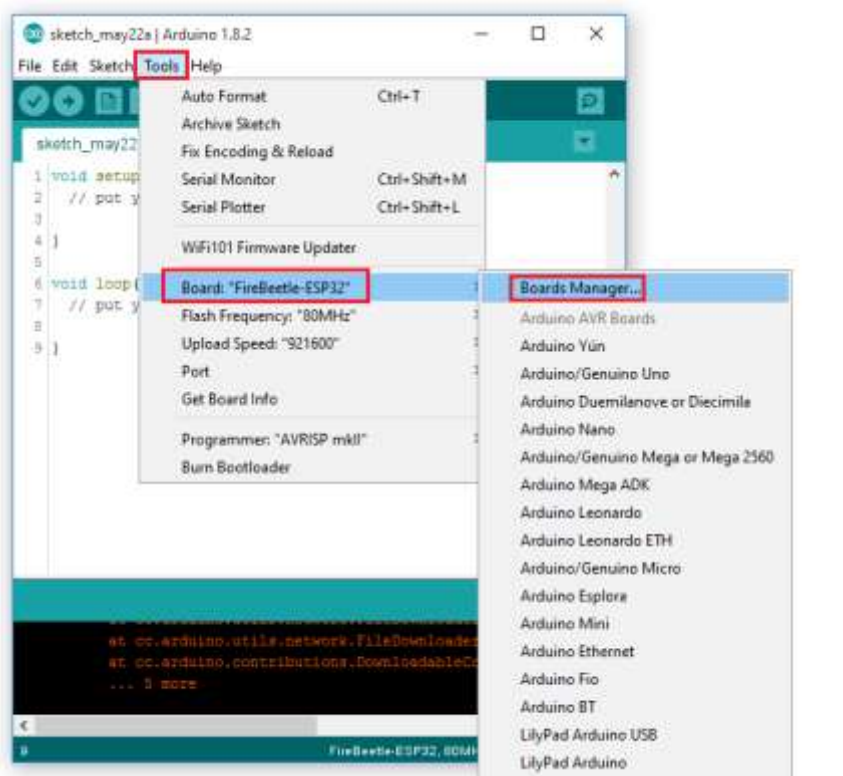 sketch_may22a | Arduino 1.8.2
File Edit Sketch Tools Help
sketch_may22
1 void setup
2 // put y
3
4 }
5
6 void loop(
7 // put y
8
9 }
Auto Format Ctrl+T
Archive Sketch
Fix Encoding & Reload
Serial Monitor Ctrl+Shift+M
Serial Plotter Ctrl+Shift+L
WiFi101 Firmware Updater
Board: "FireBeetle-ESP32"
Flash Frequency: "80MHz"
Upload Speed: "921600"
Port
Get Board Info
Programmer: "AVRISP mkII"
Burn Bootloader
Boards Manager...
Arduino AVR Boards
Arduino Yún
Arduino/Genuino Uno
Arduino Duemilanove or Diecimila
Arduino Nano
Arduino/Genuino Mega or Mega 2560
Arduino Mega ADK
Arduino Leonardo
Arduino Leonardo ETH
Arduino/Genuino Micro
Arduino Esplora
Arduino Mini
Arduino Ethernet
Arduino Fio
Arduino BT
LilyPad Arduino USB
LilyPad Arduino
at cc.arduino.utils.network.FileDownloader
at cc.arduino.contributions.DownloadableCo
... 5 more
FireBeetle-ESP32, 80MH